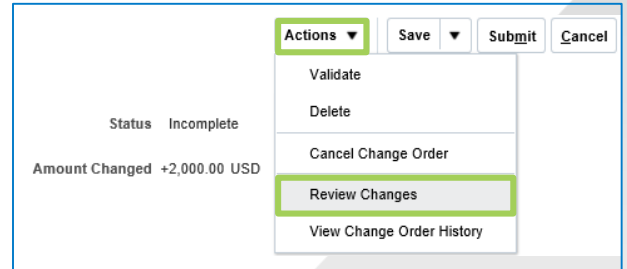 Actions ▼ Save ▼ Submit Cancel
Validate
Delete
Status Incomplete
Cancel Change Order
Amount Changed +2,000.00 USD
Review Changes
View Change Order History